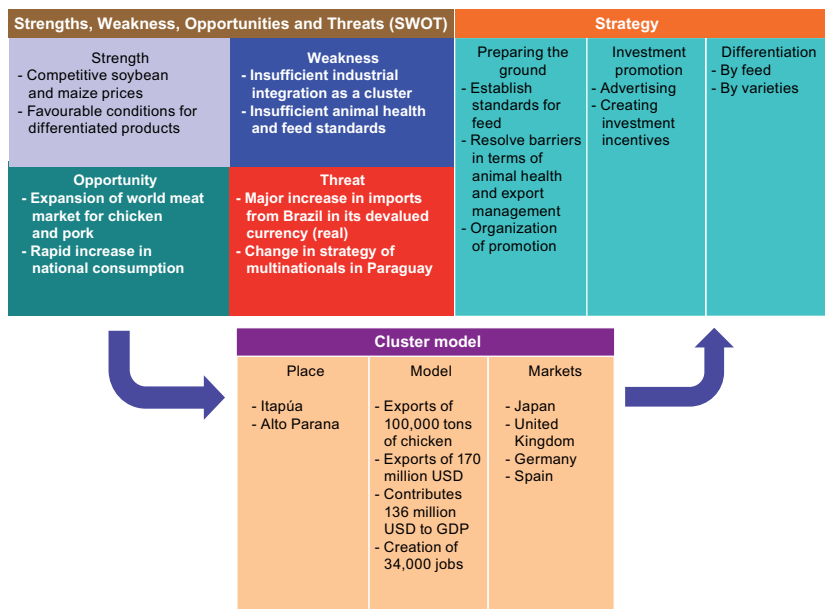 Strengths, Weakness, Opportunities and Threats (SWOT)
Strength
- Competitive soybean
and maize prices
- Favourable conditions for
differentiated products
Weakness
- Insufficient industrial
integration as a cluster
- Insufficient animal health
and feed standards
Opportunity
- Expansion of world meat
market for chicken
and pork
- Rapid increase in
national consumption
Threat
- Major increase in imports
from Brazil in its devalued
currency (real)
- Change in strategy of
multinationals in Paraguay
Strategy
Preparing the
ground
- Establish
standards for
feed
- Resolve barriers
in terms of
animal health
and export
management
- Organization
of promotion
Investment
promotion
- Advertising
- Creating
investment
incentives
Differentiation
- By feed
- By varieties
Cluster model
Place
- Itapúa
- Alto Parana
Model
- Exports of
100,000 tons
of chicken
- Exports of 170
million USD
- Contributes
136 million
USD to GDP
- Creation of
34,000 jobs
Markets
- Japan
- United
Kingdom
- Germany
- Spain